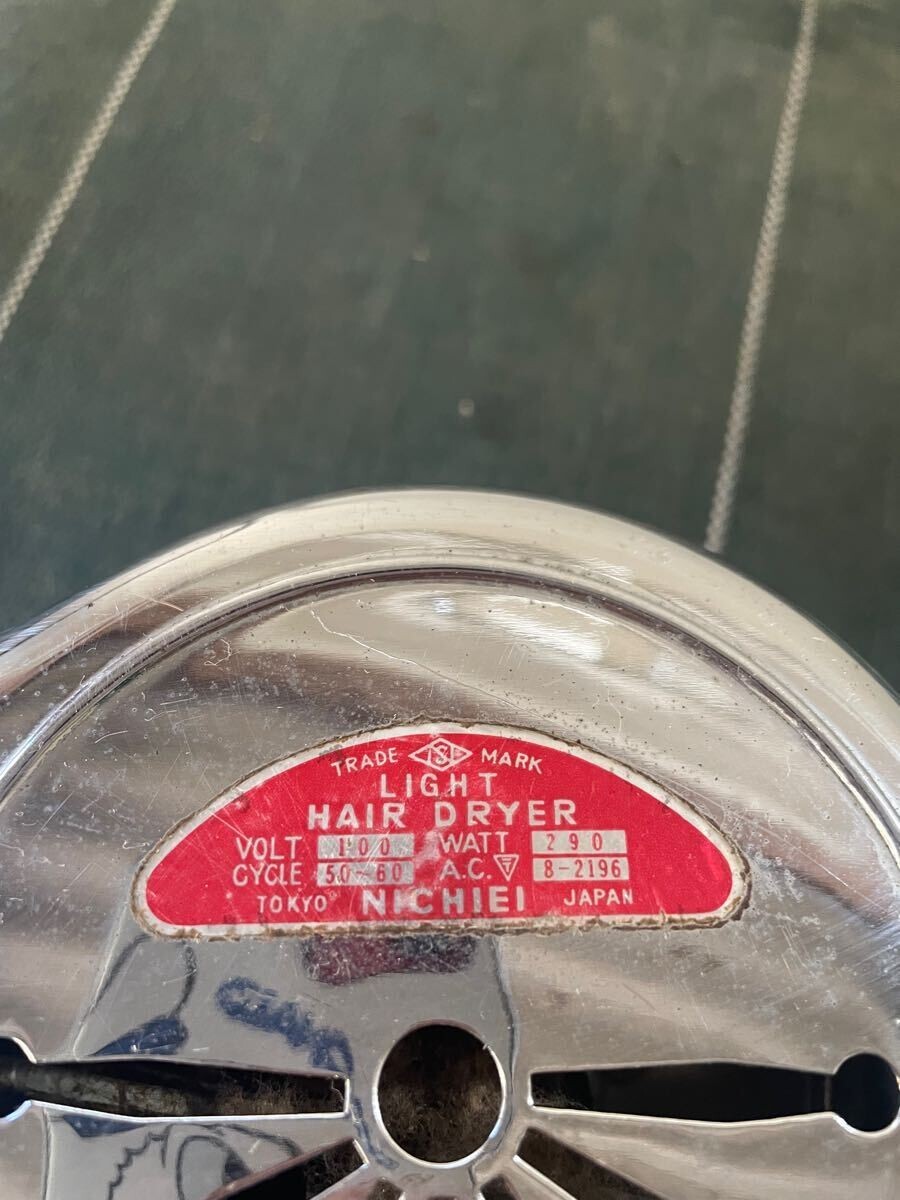 TRADE MARK
LIGHT
HAIR DRYER
VOLT 100 WATT 290
CYCLE 50-60 A.C. T 8-2196
TOKYO NICHIEI JAPAN